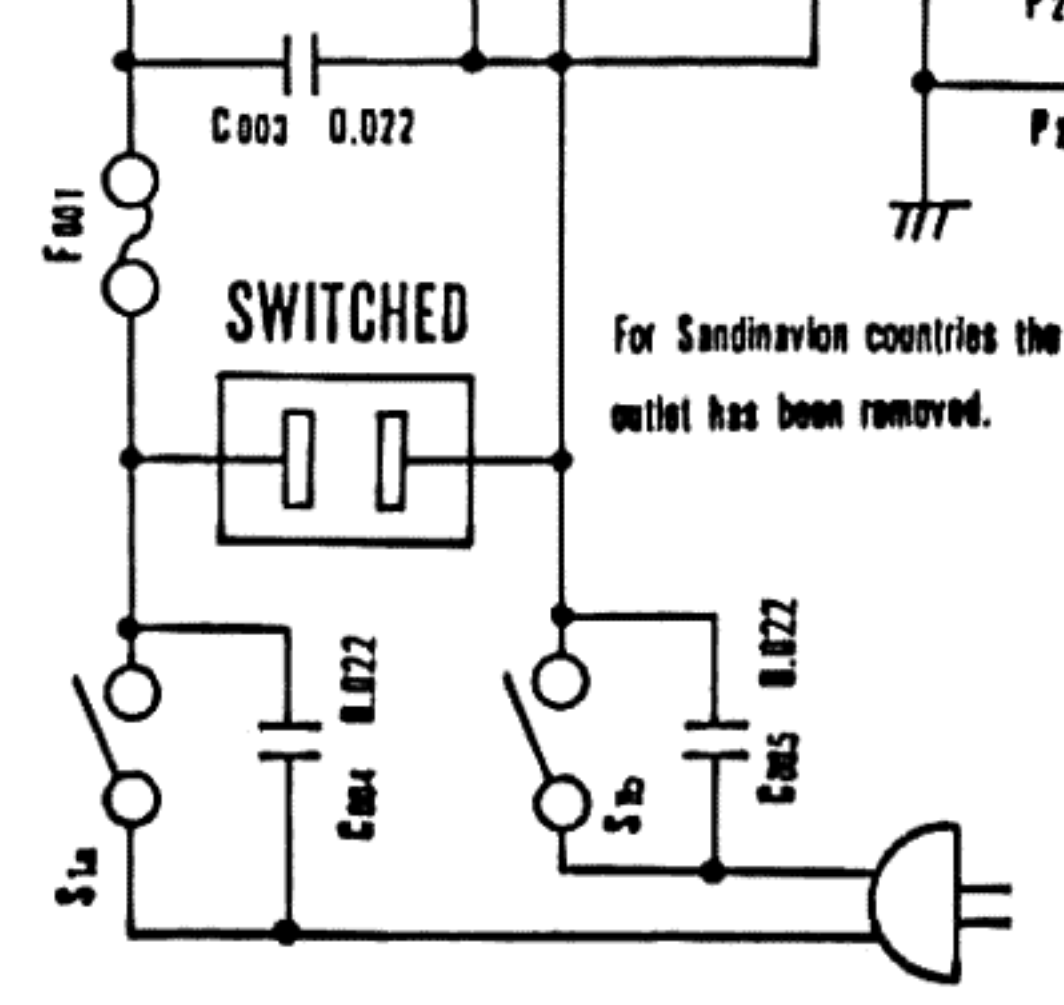 C003 0.022
F001
SWITCHED
For Sandinavion countries the
outlet has been removed.
0.022
C004
0.022
C005
S1b
S1a